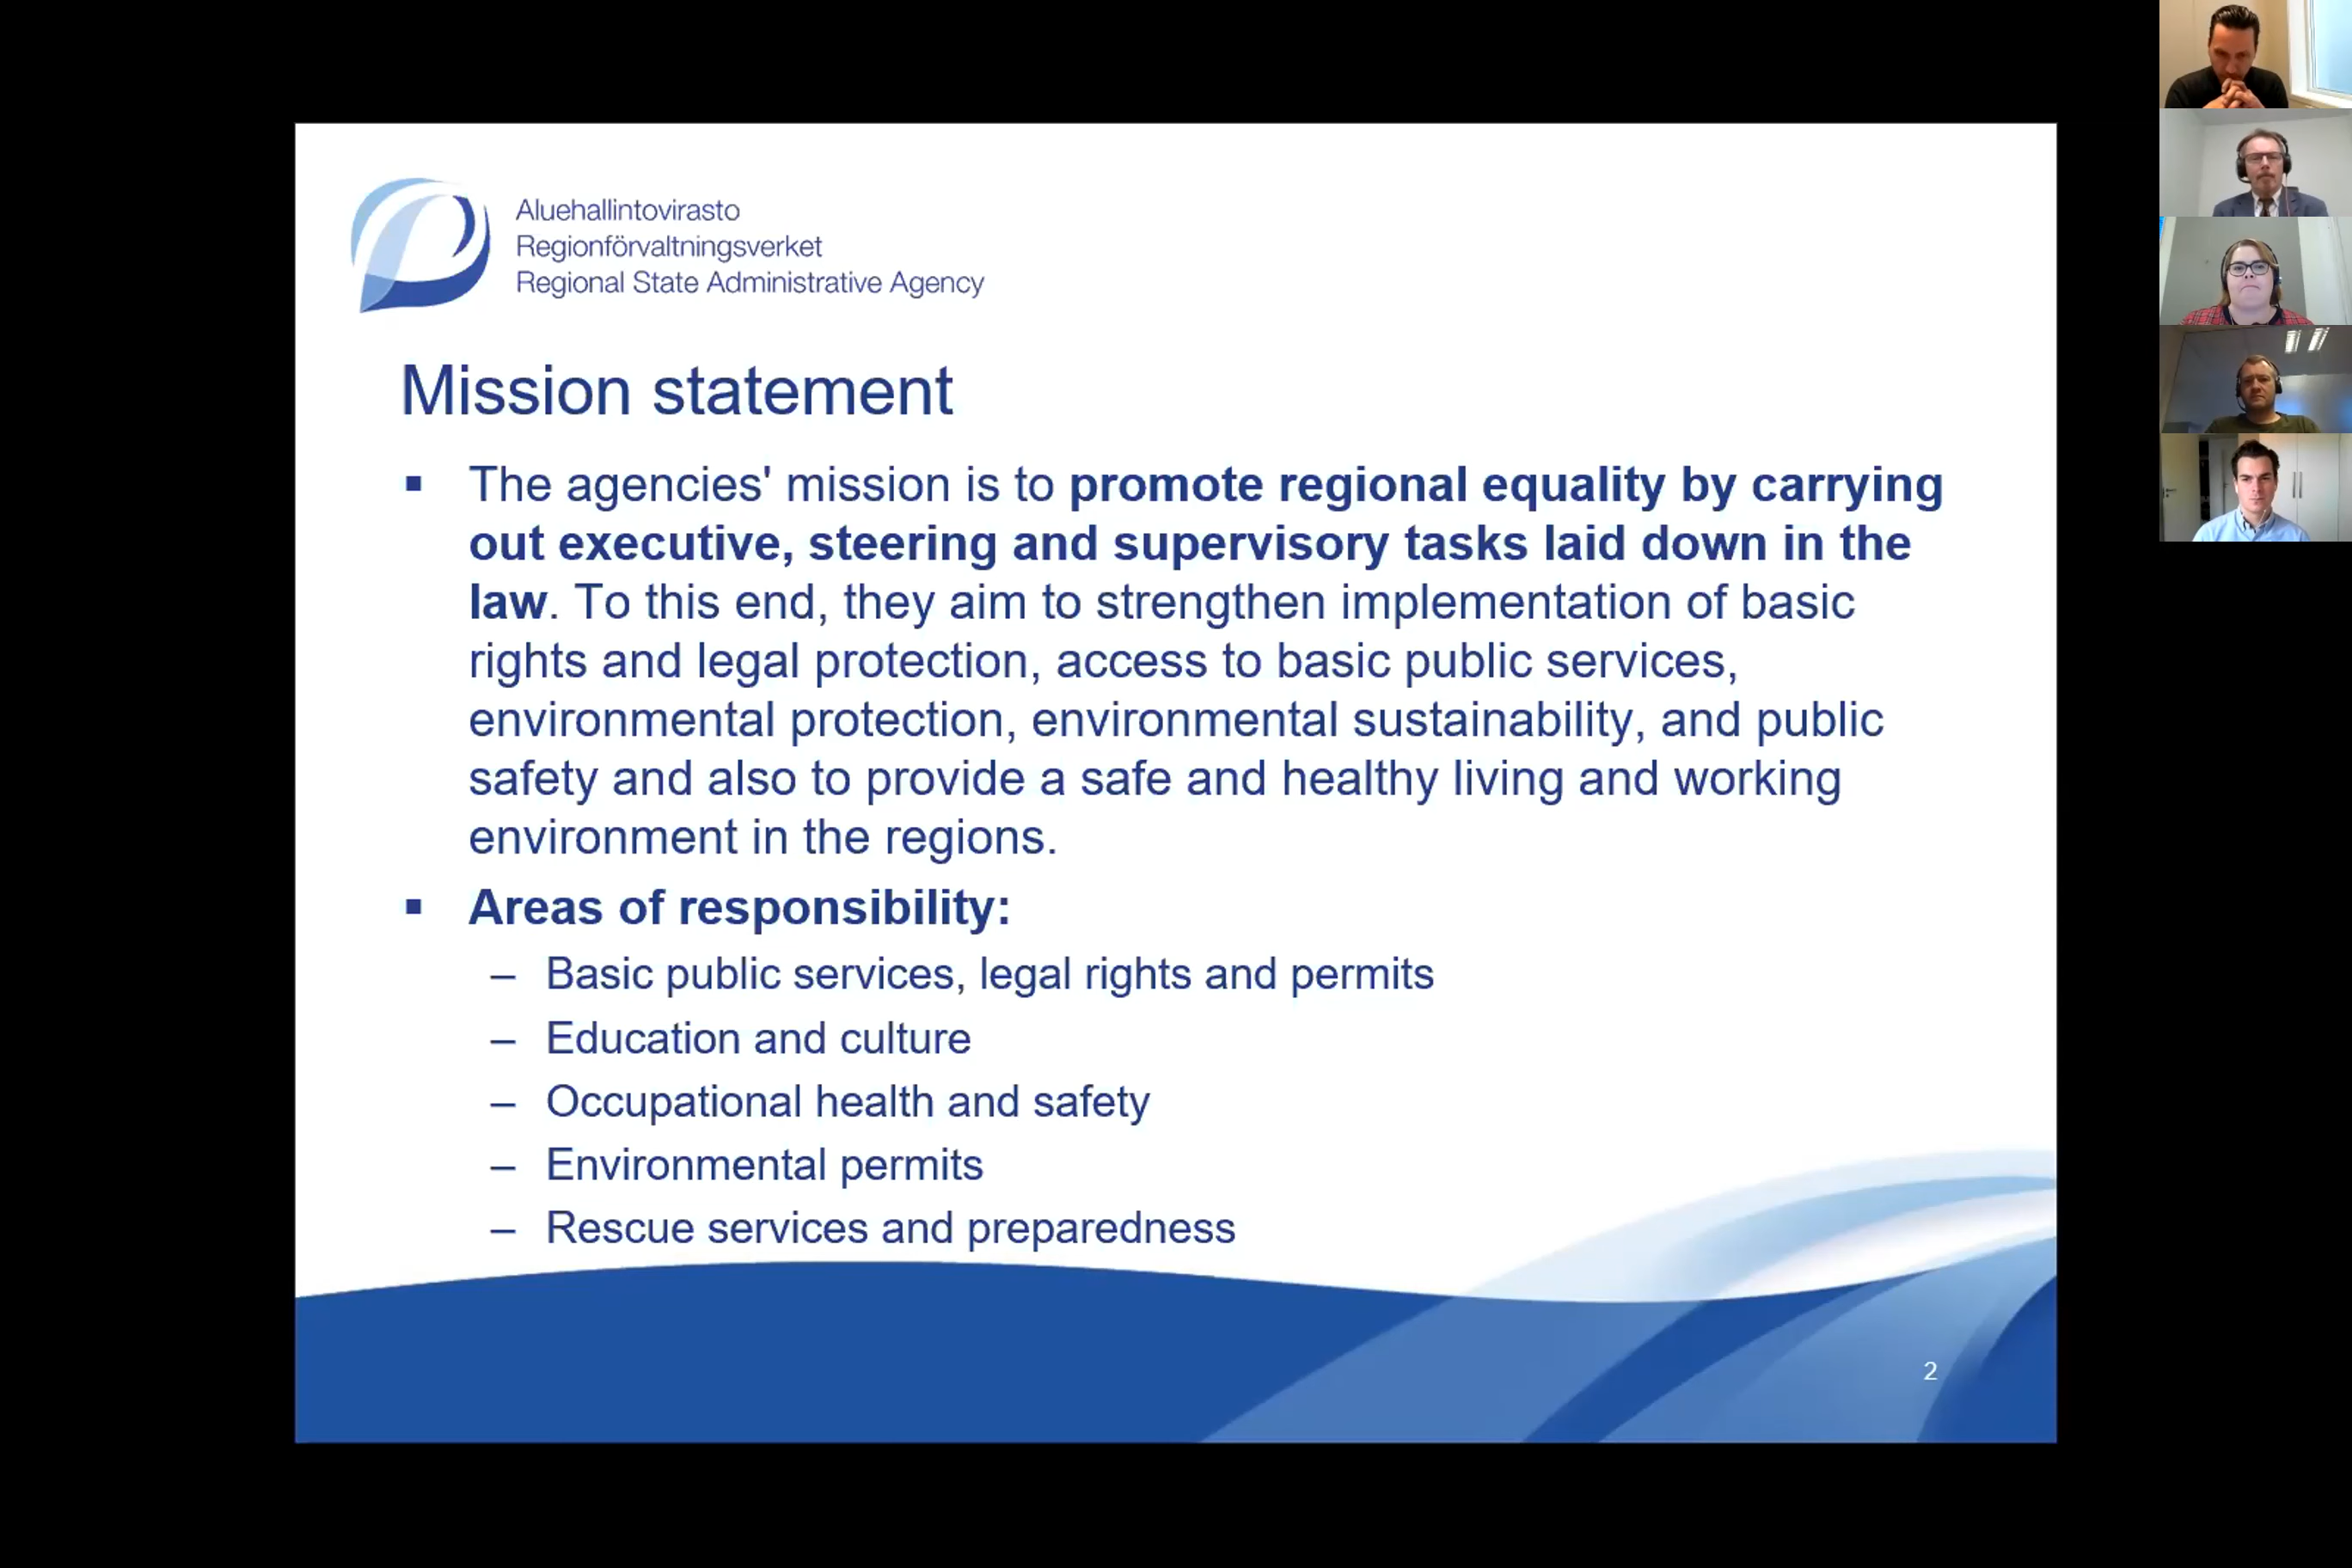 Aluehallintovirasto
Regionförvaltningsverket
Regional State Administrative Agency
Mission statement
▪ The agencies' mission is to promote regional equality by carrying
out executive, steering and supervisory tasks laid down in the
law. To this end, they aim to strengthen implementation of basic
rights and legal protection, access to basic public services,
environmental protection, environmental sustainability, and public
safety and also to provide a safe and healthy living and working
environment in the regions.
▪ Areas of responsibility:
– Basic public services, legal rights and permits
– Education and culture
– Occupational health and safety
– Environmental permits
– Rescue services and preparedness
2